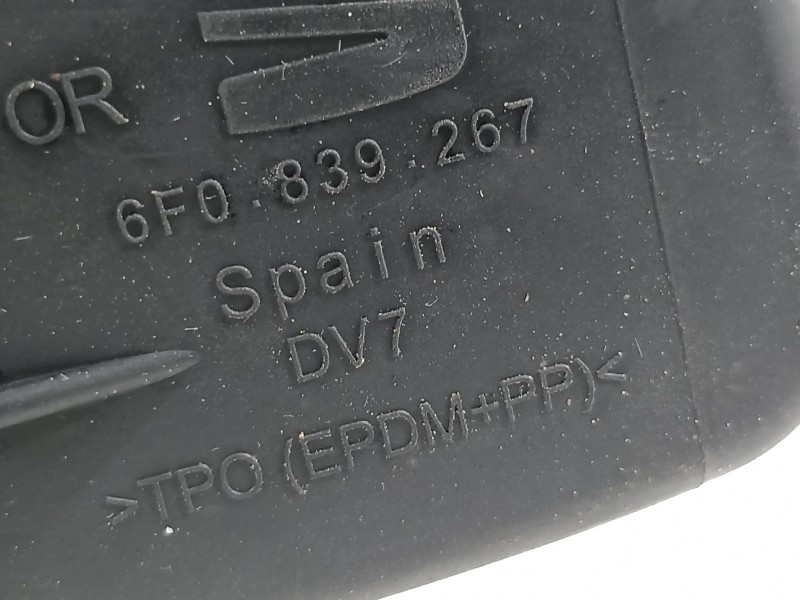 OR
6F0.839.267
Spain
DV7
>TPO (EPDM+PP)<